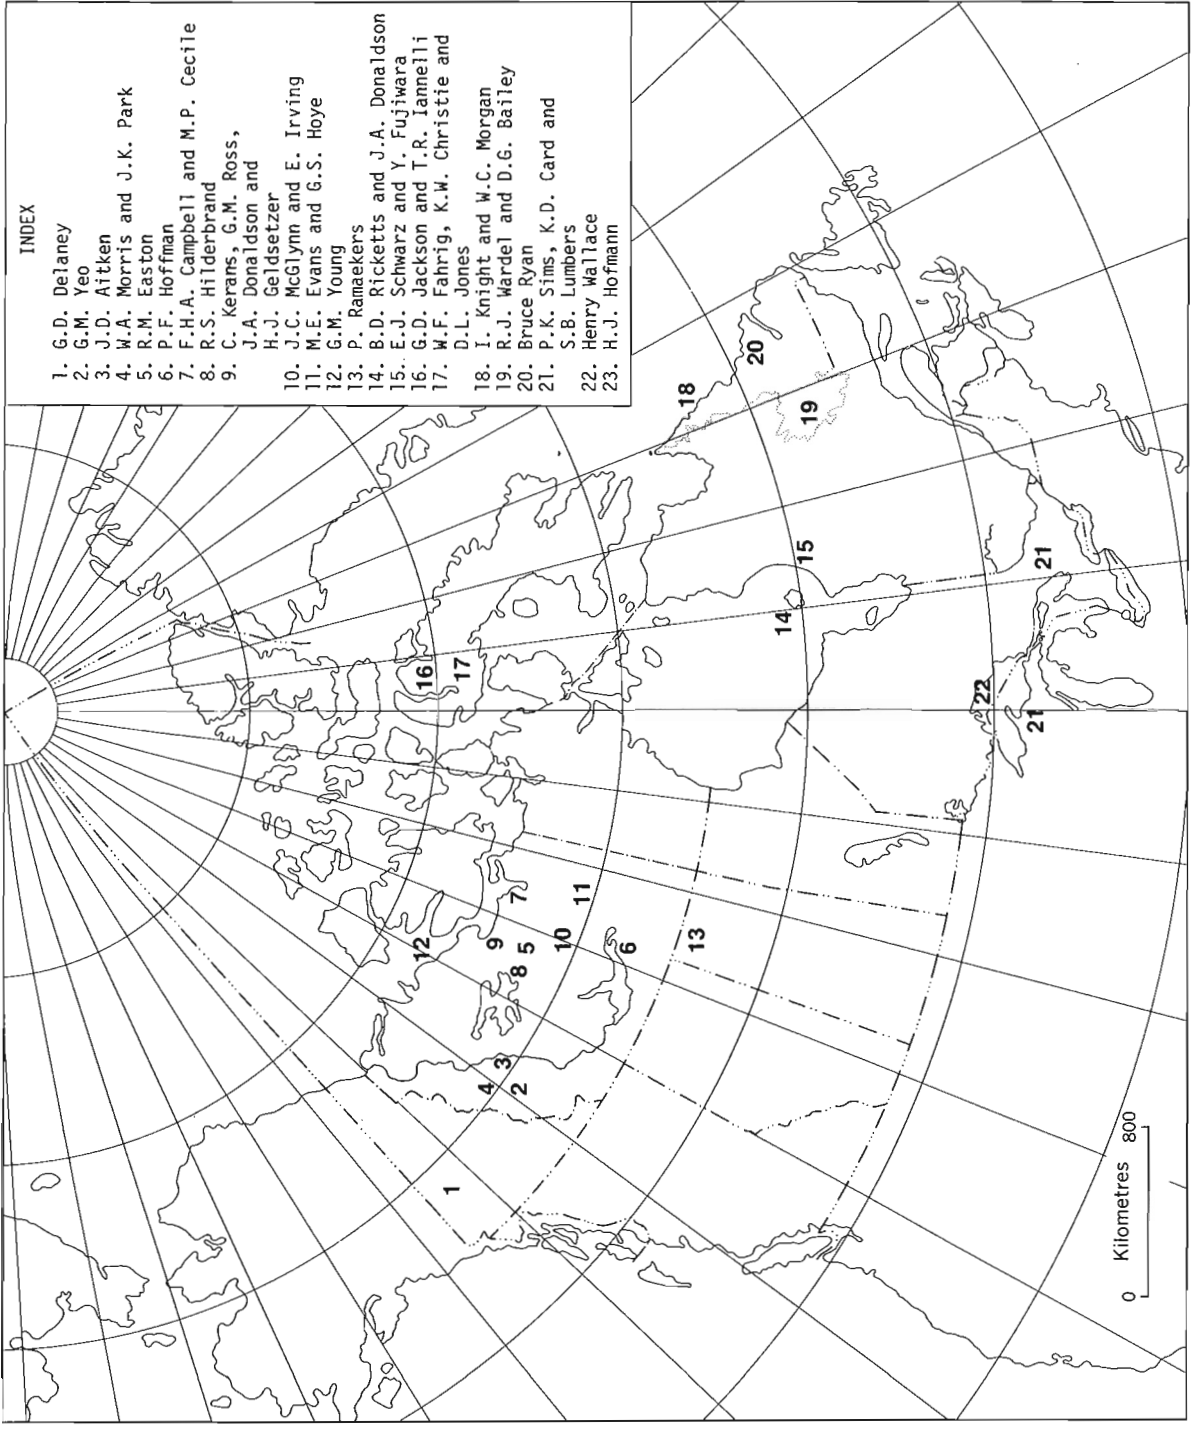 INDEX
1. G.D. Delaney
2. G.M. Yeo
3. J.D. Aitken
4. W.A. Morris and J.K. Park
5. R.M. Easton
6. P.F. Hoffman
7. F.H.A. Campbell and M.P. Cecile
8. R.S. Hilderbrand
9. C. Kerans, G.M. Ross,
J.A. Donaldson and
H.J. Geldsetzer
10. J.C. McGlynn and E. Irving
11. M.E. Evans and G.S. Hoye
12. G.M. Young
13. P. Ramaekers
14. B.D. Ricketts and J.A. Donaldson
15. E.J. Schwarz and Y. Fujiwara
16. G.D. Jackson and T.R. Iannelli
17. W.F. Fahrig, K.W. Christie and
D.L. Jones
18. I. Knight and W.C. Morgan
19. R.J. Wardel and D.G. Bailey
20. Bruce Ryan
21. P.K. Sims, K.D. Card and
S.B. Lumbers
22. Henry Wallace
23. H.J. Hofmann
16
17
18
20
19
12
9
5
8
7
10
11
6
13
14
15
4
3
2
1
22
21
21
0 Kilometres 800